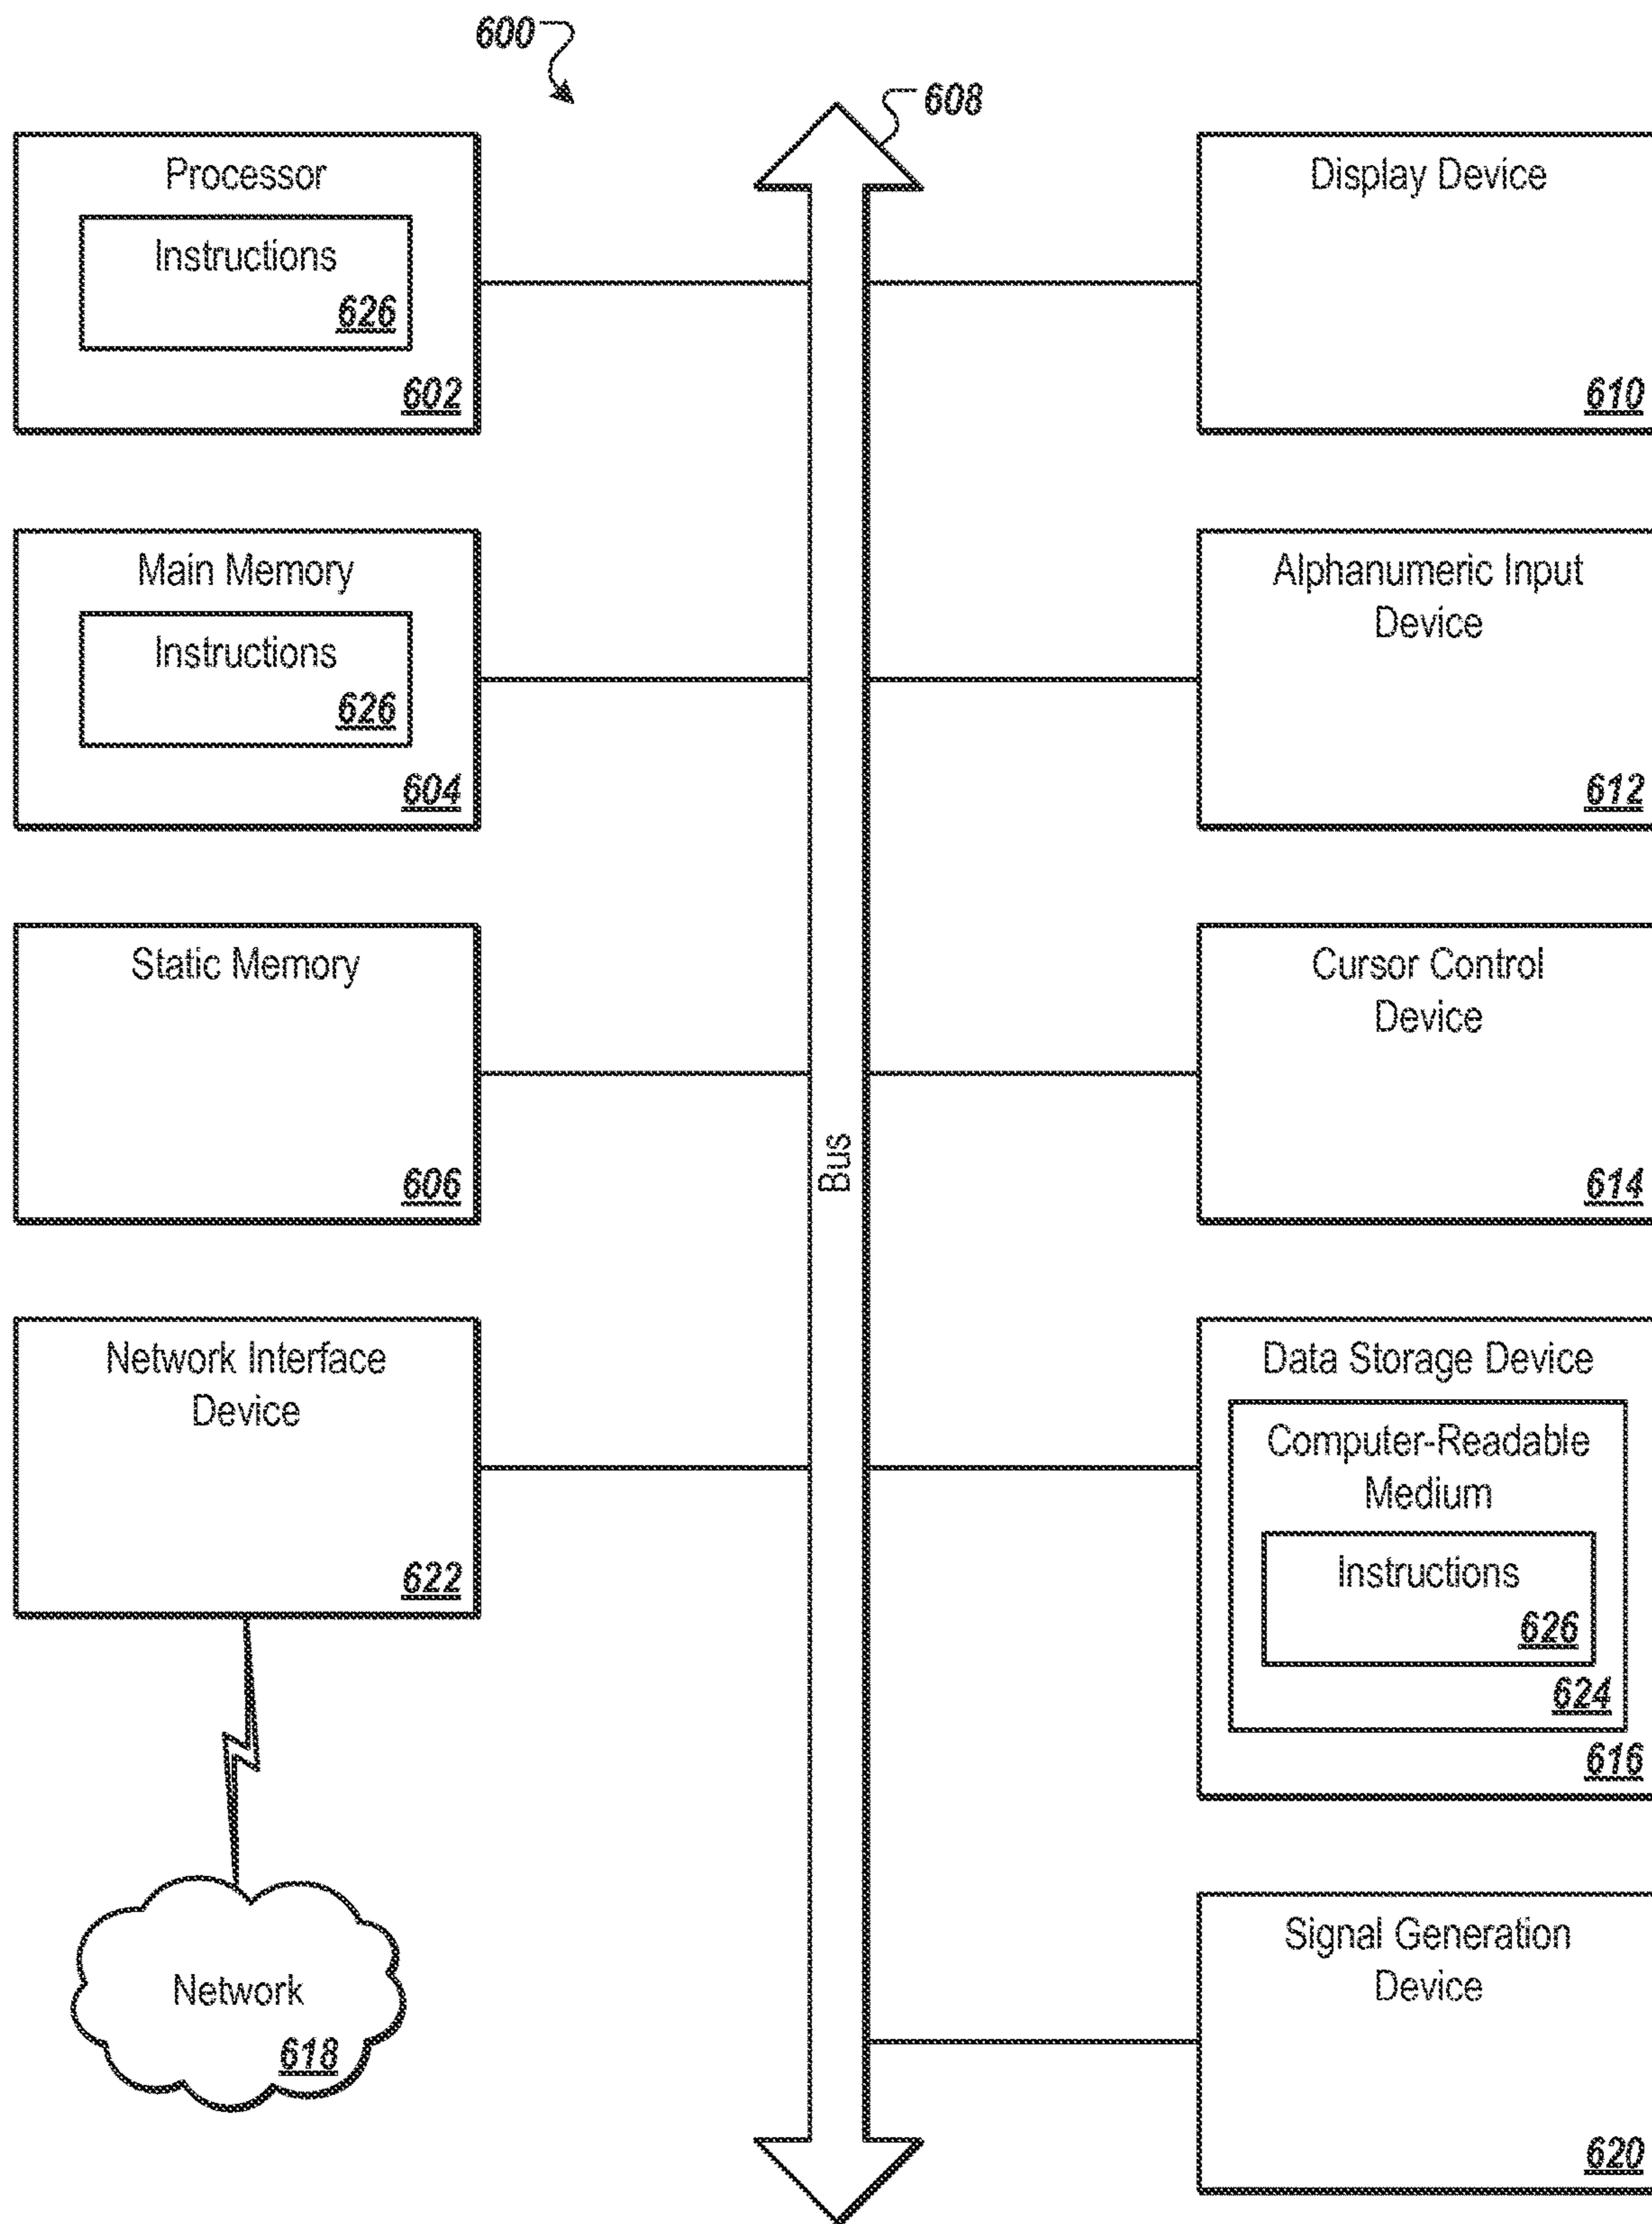 600
608
Processor
Instructions
626
602
Main Memory
Instructions
626
604
Static Memory
606
Network Interface
Device
622
Network
618
Bus
Display Device
610
Alphanumeric Input
Device
612
Cursor Control
Device
614
Data Storage Device
Computer-Readable
Medium
Instructions
626
624
616
Signal Generation
Device
620